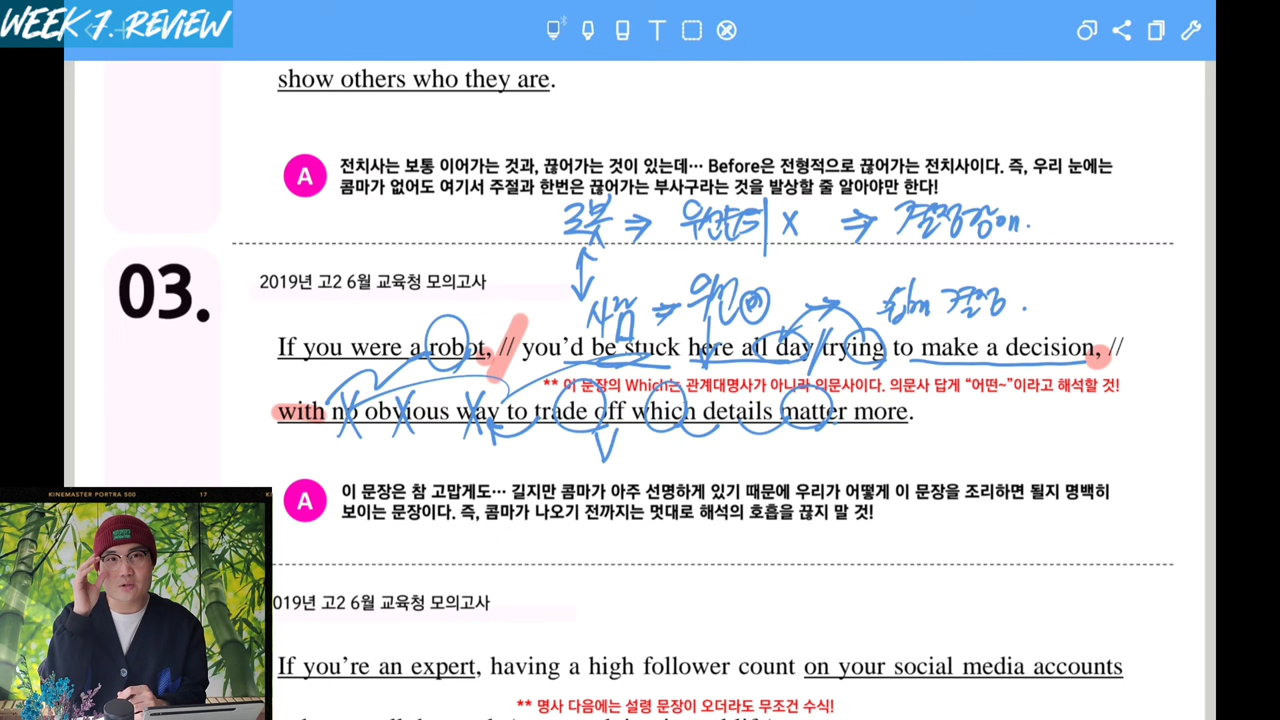 WEEK 7. REVIEW
show others who they are.
A
전치사는 보통 이어가는 것과, 끊어가는 것이 있는데… Before은 전형적으로 끊어가는 전치사이다. 즉, 우리 눈에는
콤마가 없어도 여기서 주절과 한번은 끊어가는 부사구라는 것을 발상할 줄 알아야만 한다!
로봇 ⇒ X ⇒ 결정장애.
03.
2019년 고2 6월 교육청 모의고사
사람 ⇒ 결정.
If you were a robot, // you'd be stuck here all day trying to make a decision, //
** 이 문장의 Which는 관계대명사가 아니라 의문사이다. 의문사 답게 “어떤~”이라고 해석할 것!
with no obvious way to trade off which details matter more.
A
이 문장은 참 고맙게도… 길지만 콤마가 아주 선명하게 있기 때문에 우리가 어떻게 이 문장을 조리하면 될지 명백히
보이는 문장이다. 즉, 콤마가 나오기 전까지는 멋대로 해석의 호흡을 끊지 말 것!
KINEMASTER PORTRA 500 17
019년 고2 6월 교육청 모의고사
If you’re an expert, having a high follower count on your social media accounts
** 명사 다음에는 설령 문장이 오더라도 무조건 수식!